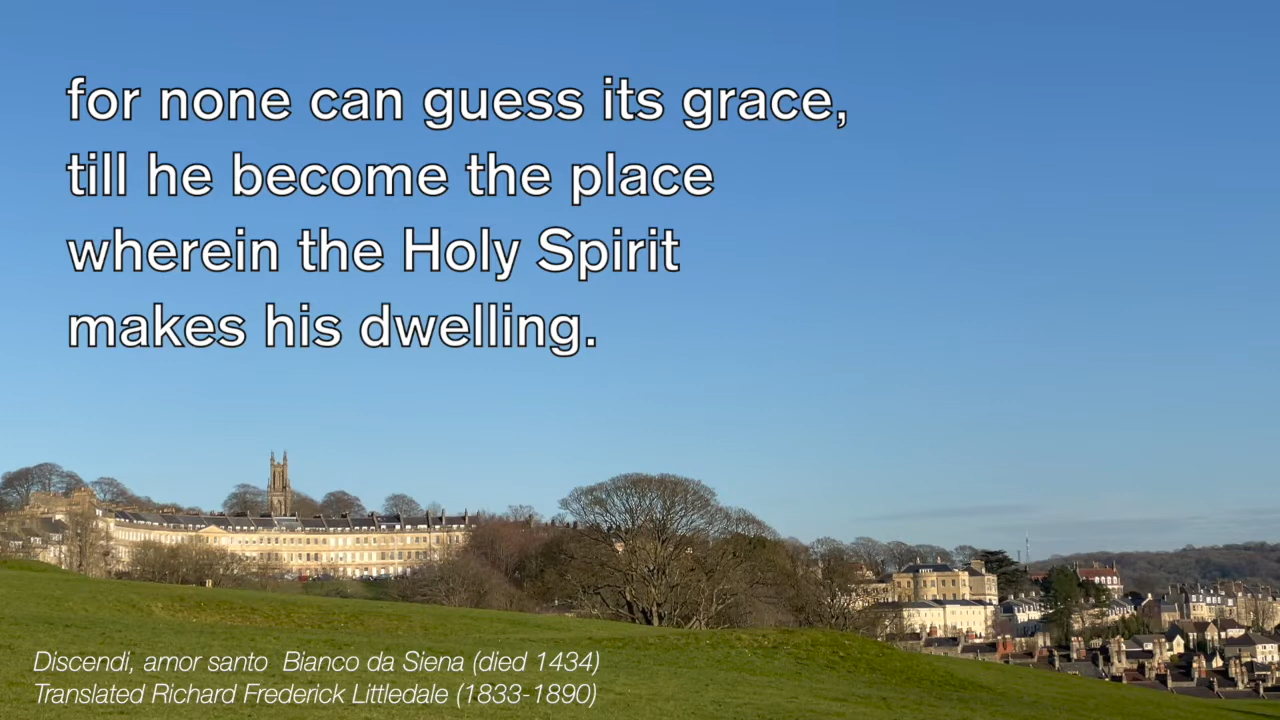 for none can guess its grace,
till he become the place
wherein the Holy Spirit
makes his dwelling.
Discendi, amor santo  Bianco da Siena (died 1434)
Translated Richard Frederick Littledale (1833-1890)